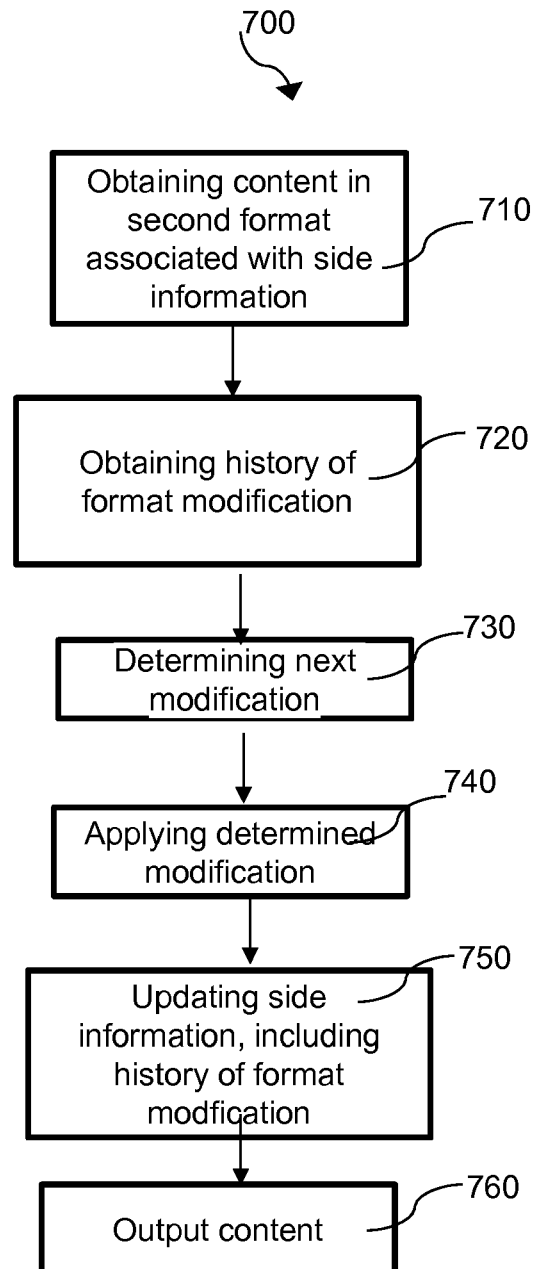 700
Obtaining content in
second format
associated with side
information
710
Obtaining history of
format modification
720
Determining next
modification
730
Applying determined
modification
740
Updating side
information, including
history of format
modfication
750
Output content
760